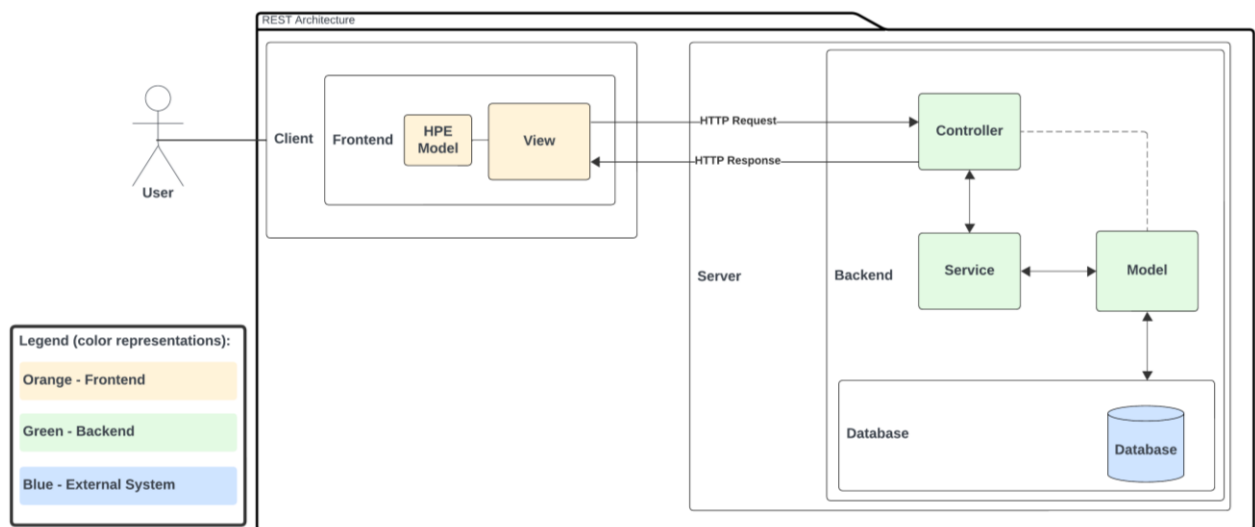 REST Architecture
User
Client
Frontend
HPE
Model
View
HTTP Request
HTTP Response
Server
Backend
Controller
Service
Model
Database
Database
Legend (color representations):
Orange - Frontend
Green - Backend
Blue - External System